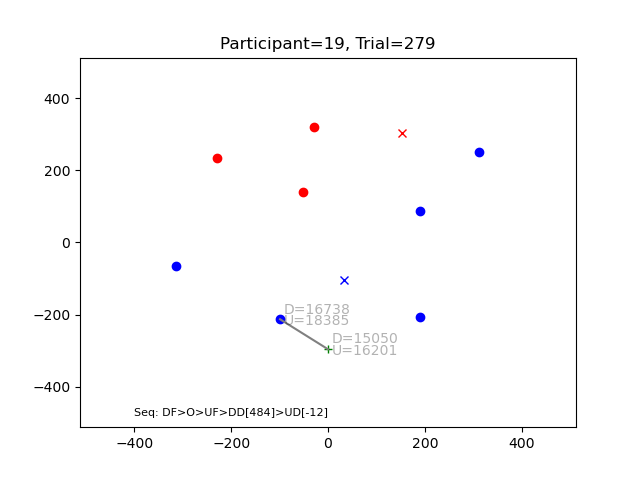 Participant=19, Trial=279
400
200
0
−200
−400
D=16738
U=18385
D=15050
U=16201
Seq: DF>O>UF>DD[484]>UD[-12]
−400 −200 0 200 400